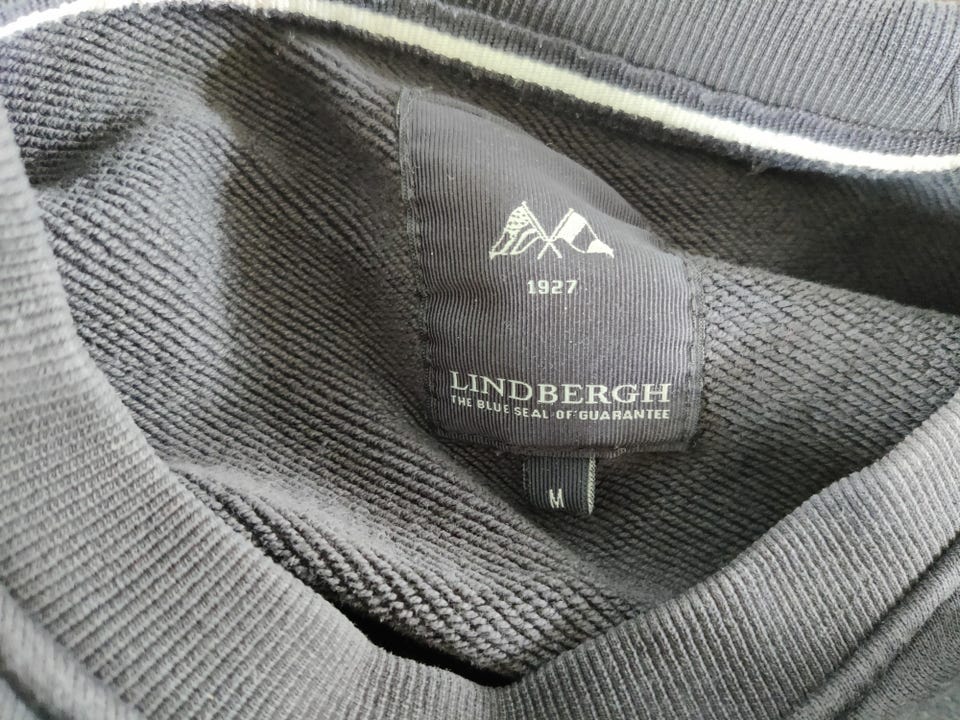 1927
LINDBERGH
THE BLUE SEAL OF GUARANTEE
M